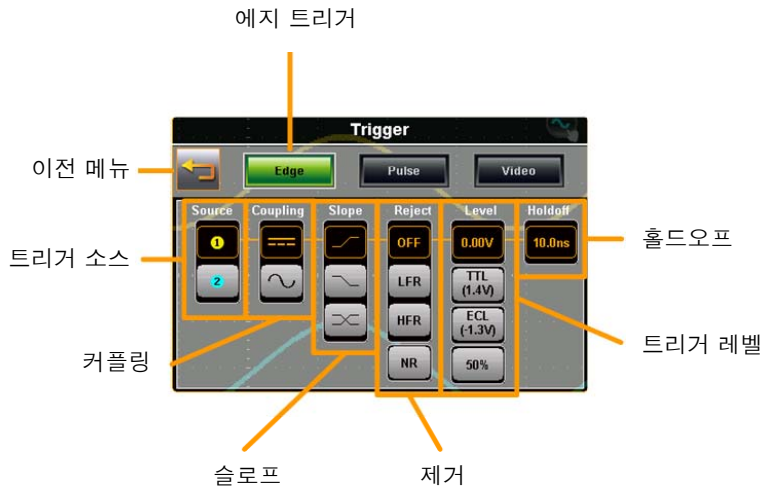 에지 트리거
Trigger
이전 메뉴
Edge Pulse Video
Source Coupling Slope Reject Level Holdoff
1 OFF 0.00V 10.0ns
홀드오프
트리거 소스
2 LFR TTL (1.4V)
HFR ECL (-1.3V)
트리거 레벨
커플링
NR 50%
슬로프 제거